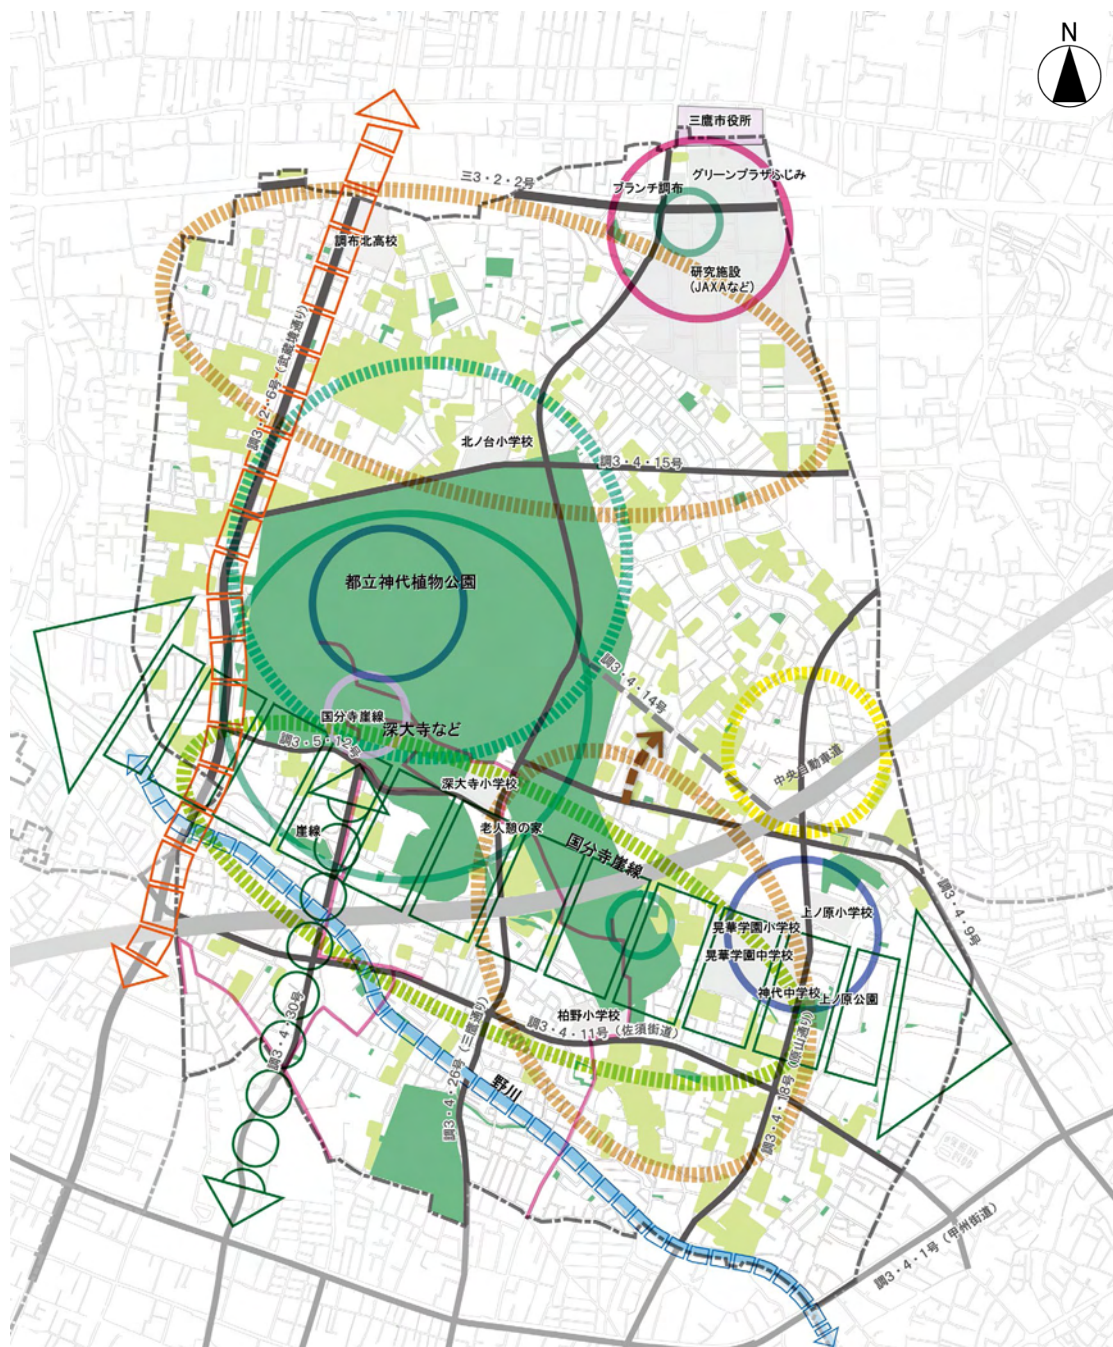 N
三鷹市役所
グリーンプラザふじみ
三3・2・2号
ブランチ調布
調布北高校
研究施設
(JAXAなど)
調3・2・6号（武蔵境通り）
北ノ台小学校
調3・4・15号
都立神代植物公園
調3・4・14号
国分寺崖線
深大寺など
調3・5・12号
中央自動車道
深大寺小学校
崖線
老人憩の家
国分寺崖線
上ノ原小学校
晃華学園小学校
調3・4・9号
晃華学園中学校
神代中学校
上ノ原公園
柏野小学校
調3・4・11号（佐須街道）
調3・4・30号
調3・4・26号（三鷹通り）
調3・4・18号（原山通り）
野川
調3・4・1号（甲州街道）